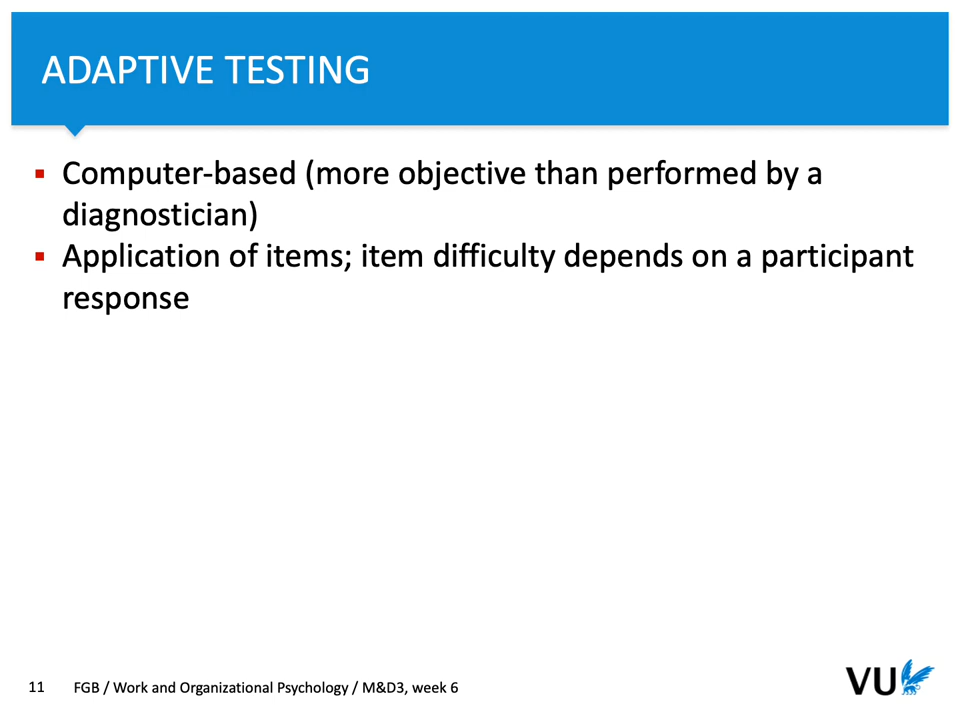 ADAPTIVE TESTING
▪ Computer-based (more objective than performed by a
diagnostician)
▪ Application of items; item difficulty depends on a participant
response
11 FGB / Work and Organizational Psychology / M&D3, week 6
VU